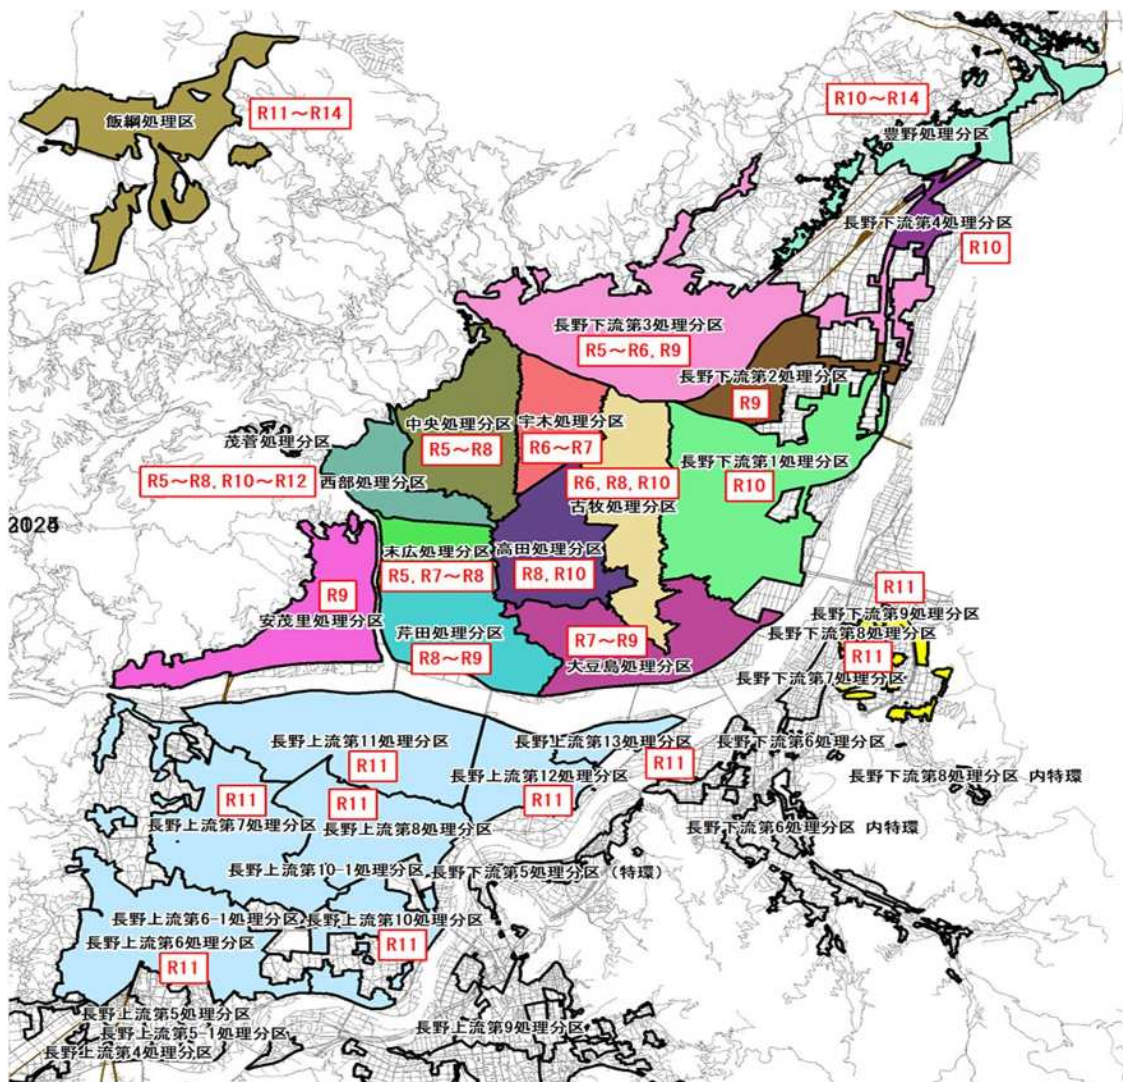 飯綱処理区
R11～R14
R10～R14
豊野処理分区
長野下流第4処理分区
R10
長野下流第3処理分区
R5～R6, R9
長野下流第2処理分区
R9
中央処理分区
R5～R8
宇木処理分区
R6～R7
茂菅処理分区
R5～R8, R10～R12
西部処理分区
R6, R8, R10
古牧処理分区
長野下流第1処理分区
R10
末広処理分区
R5, R7～R8
高田処理分区
R8, R10
R9
安茂里処理分区
芹田処理分区
R8～R9
R7～R9
大豆島処理分区
R11
長野下流第9処理分区
長野下流第8処理分区
R11
長野下流第7処理分区
長野上流第11処理分区
R11
長野上流第13処理分区
R11
長野下流第6処理分区
長野上流第12処理分区
R11
長野下流第8処理分区 内特環
R11
長野上流第7処理分区
R11
長野上流第8処理分区
長野下流第6処理分区 内特環
長野上流第10-1処理分区
長野下流第5処理分区（特環）
長野上流第6-1処理分区
長野上流第10処理分区
R11
長野上流第6処理分区
R11
長野上流第5処理分区
長野上流第5-1処理分区
長野上流第4処理分区
長野上流第9処理分区